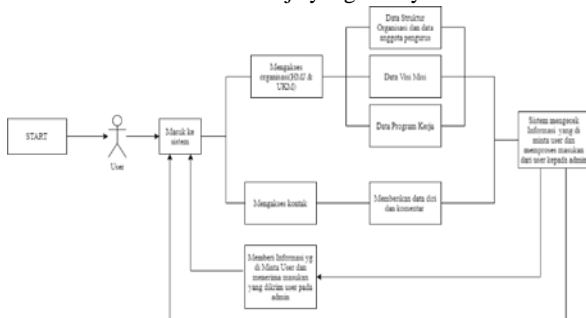 Data Struktur
Organisasi dan data
anggota pengurus
Mengakses
organisasi(HMJ &
UKM)
Data Visi Misi
Data Program Kerja
START
User
Masuk ke
sistem
Sistem mengecek
Informasi yang di
minta user dan
memproses masukan
dari user kepada admin
Mengakses kontak
Memberikan data diri
dan komentar
Memberi Informasi yg
di Minta User dan
menerima masukan
yang dikirim user pada
admin